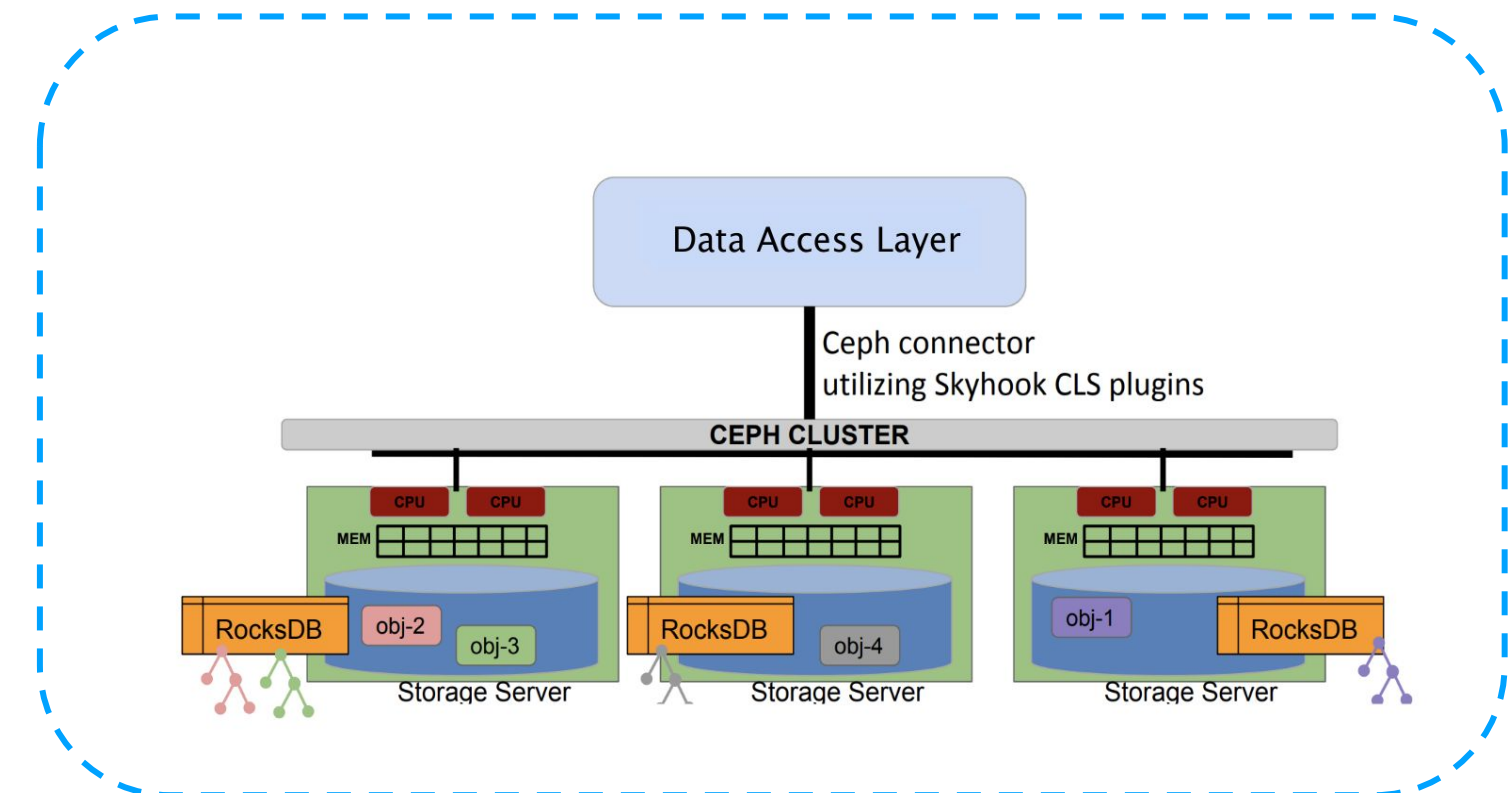 Data Access Layer
Ceph connector
utilizing Skyhook CLS plugins
CEPH CLUSTER
CPU CPU
MEM
RocksDB
obj-2
obj-3
Storage Server
CPU CPU
MEM
RocksDB
obj-4
Storage Server
CPU CPU
MEM
obj-1
RocksDB
Storage Server